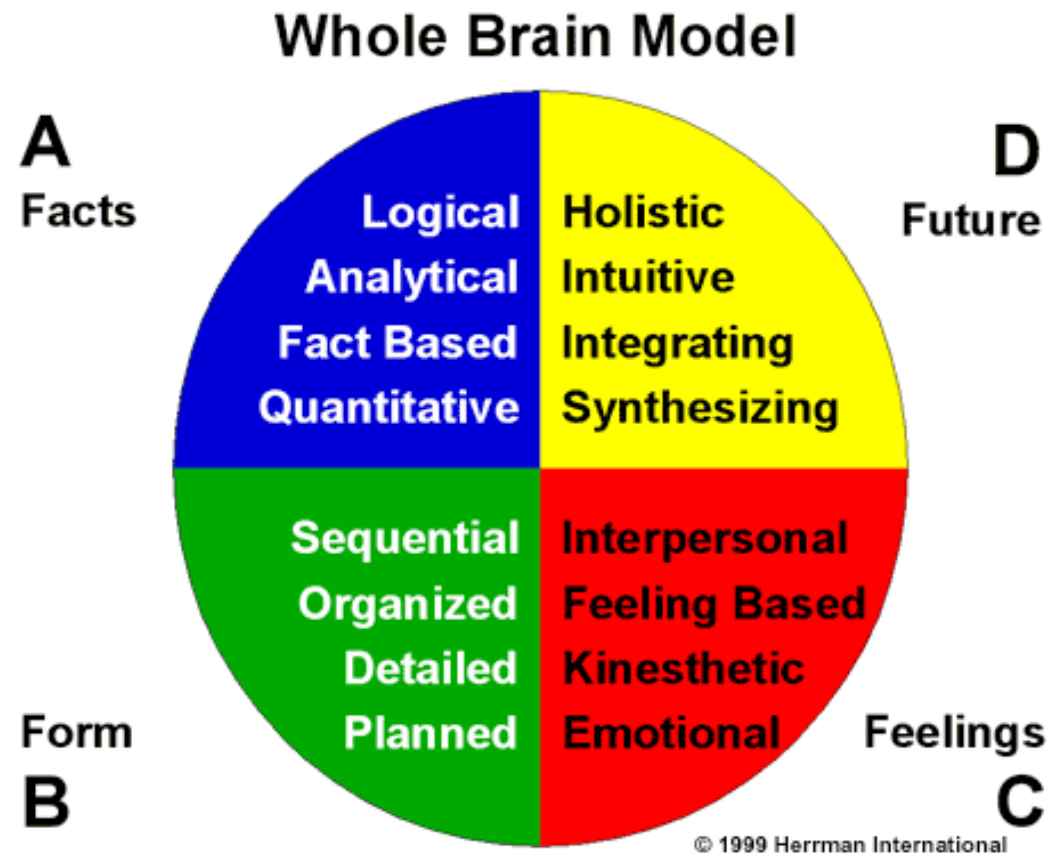 Whole Brain Model
A
Facts
D
Future
Logical
Analytical
Fact Based
Quantitative
Holistic
Intuitive
Integrating
Synthesizing
Sequential
Organized
Detailed
Planned
Interpersonal
Feeling Based
Kinesthetic
Emotional
Form
B
Feelings
C
© 1999 Herrman International